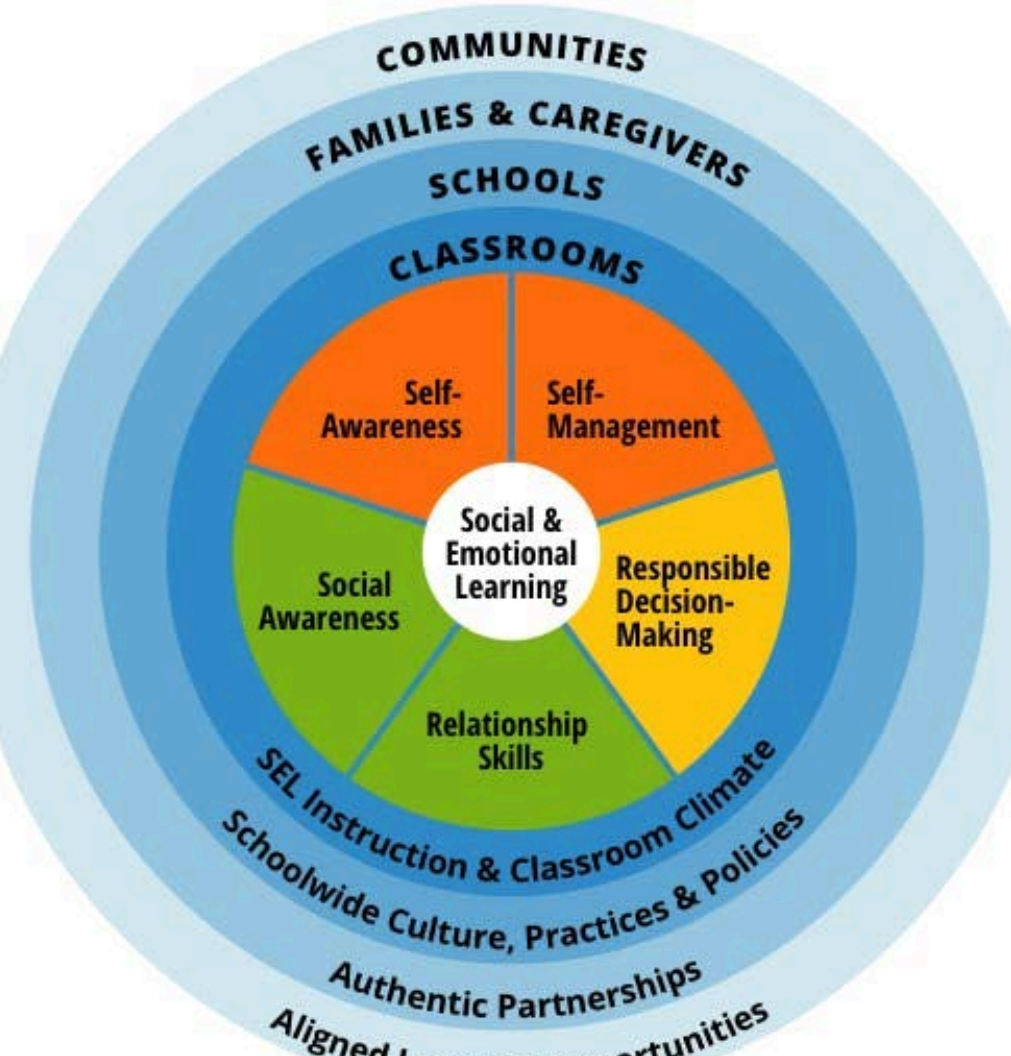 COMMUNITIES
FAMILIES & CAREGIVERS
SCHOOLS
CLASSROOMS
Self-
Awareness
Self-
Management
Social &
Emotional
Learning
Social
Awareness
Responsible
Decision-
Making
Relationship
Skills
SEL Instruction & Classroom Climate
Schoolwide Culture, Practices & Policies
Authentic Partnerships
Aligned